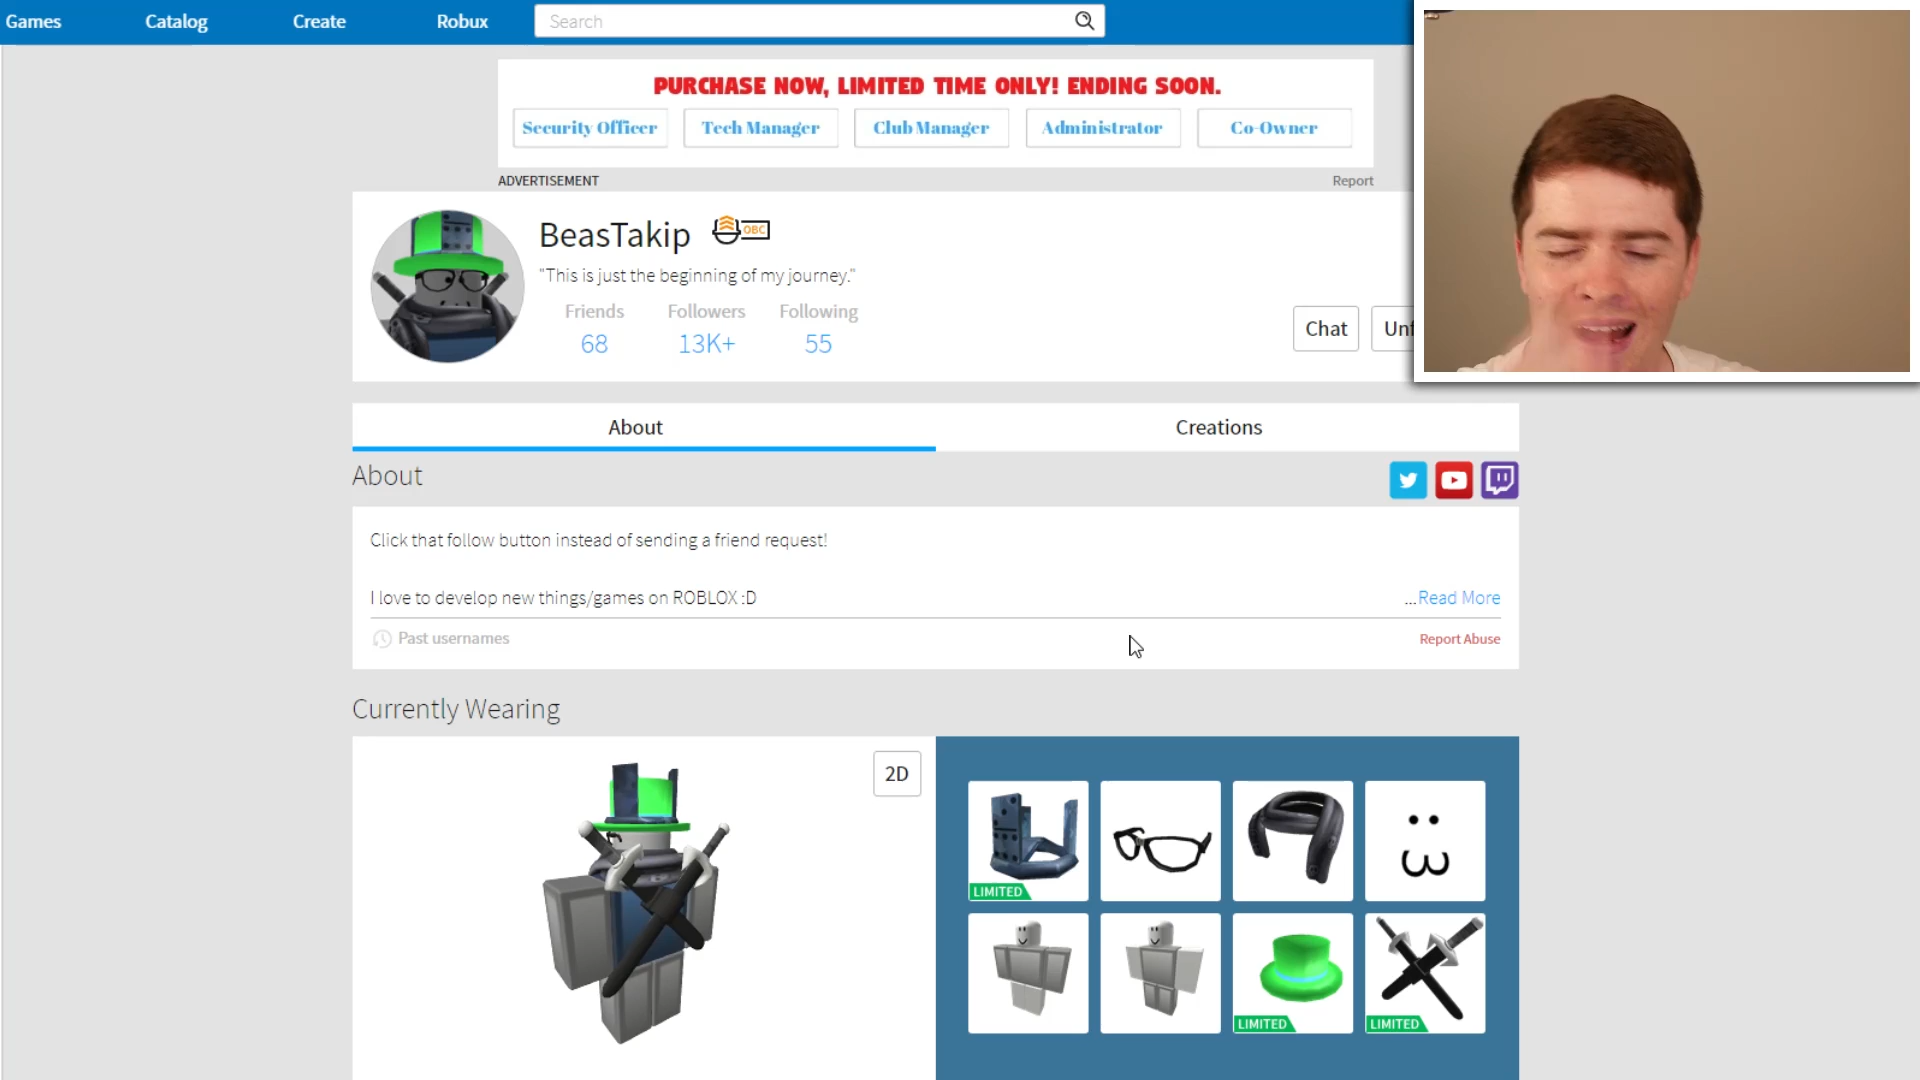 Games Catalog Create Robux Search
PURCHASE NOW, LIMITED TIME ONLY! ENDING SOON.
Security Officer Tech Manager Club Manager Administrator Co-Owner
ADVERTISEMENT Report
BeasTakip OBC
"This is just the beginning of my journey."
Friends Followers Following
68 13K+ 55
Chat Unf
About Creations
About
Click that follow button instead of sending a friend request!
I love to develop new things/games on ROBLOX :D ...Read More
Past usernames Report Abuse
Currently Wearing
2D
LIMITED
LIMITED LIMITED